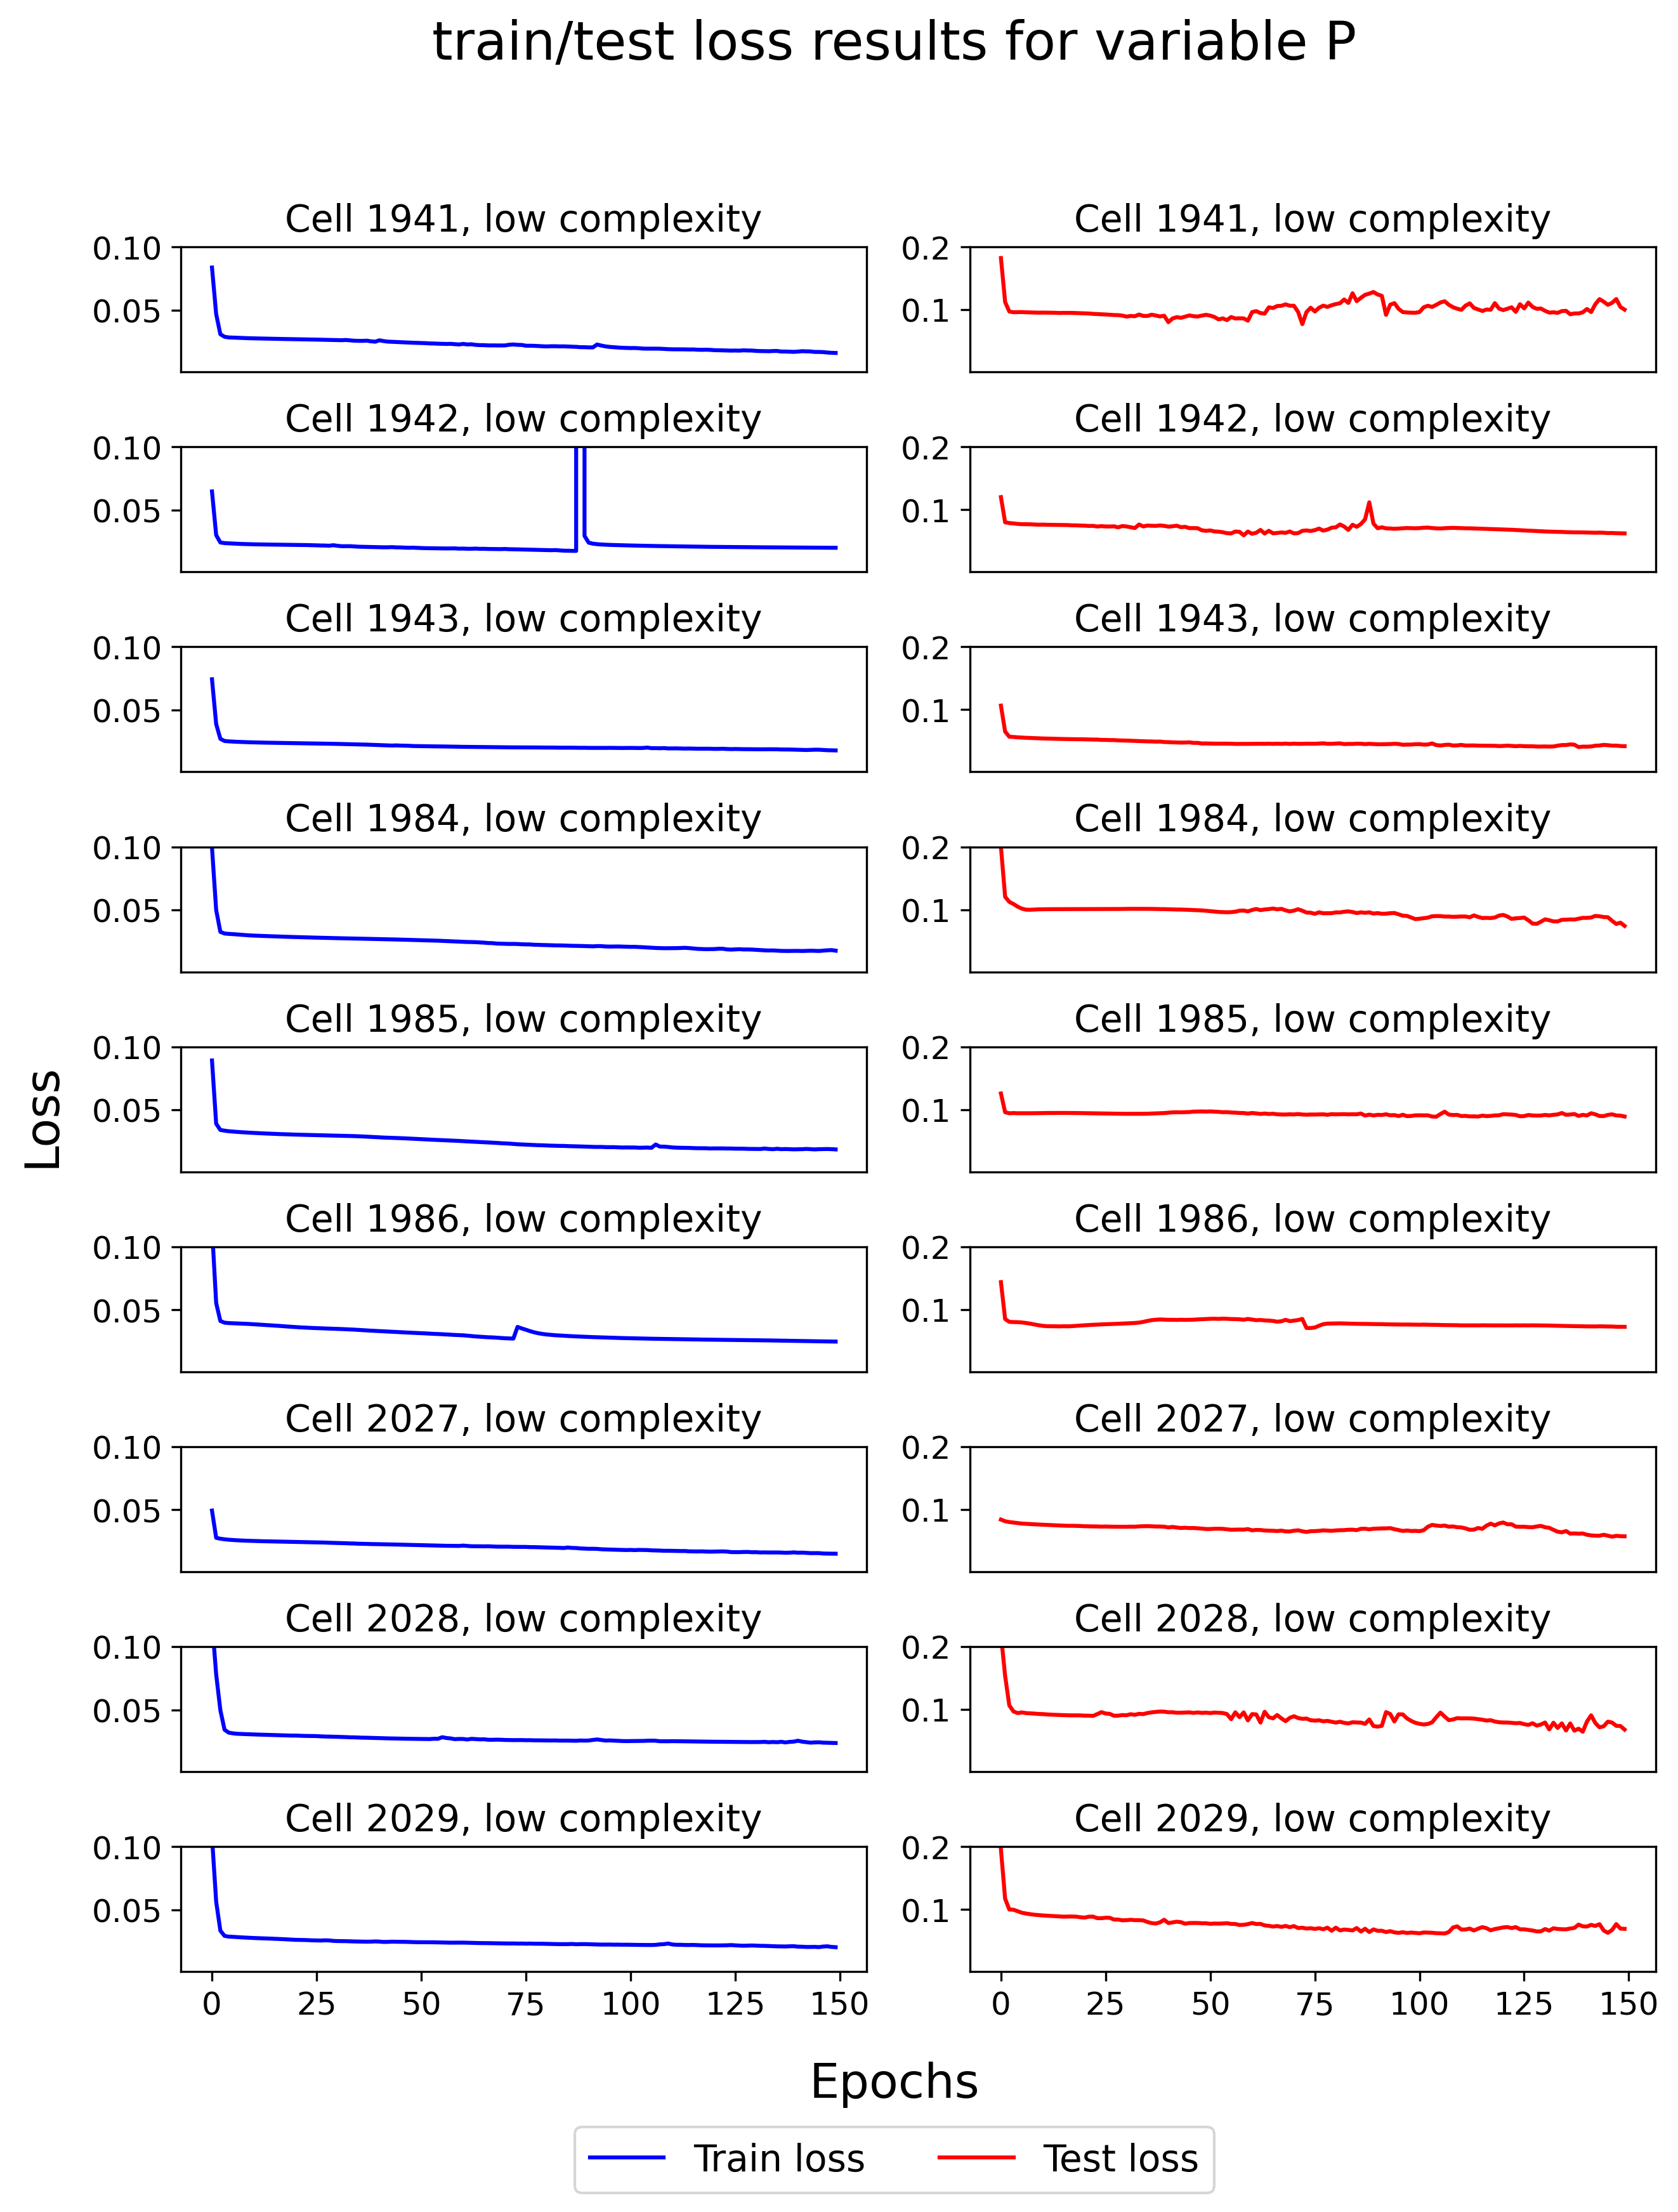 train/test loss results for variable P
Cell 1941, low complexity
0.10
0.05
Cell 1941, low complexity
0.2
0.1
Cell 1942, low complexity
0.10
0.05
Cell 1942, low complexity
0.2
0.1
Cell 1943, low complexity
0.10
0.05
Cell 1943, low complexity
0.2
0.1
Cell 1984, low complexity
0.10
0.05
Cell 1984, low complexity
0.2
0.1
Cell 1985, low complexity
0.10
0.05
Cell 1985, low complexity
0.2
0.1
Cell 1986, low complexity
0.10
0.05
Cell 1986, low complexity
0.2
0.1
Cell 2027, low complexity
0.10
0.05
Cell 2027, low complexity
0.2
0.1
Cell 2028, low complexity
0.10
0.05
Cell 2028, low complexity
0.2
0.1
Cell 2029, low complexity
0.10
0.05
Cell 2029, low complexity
0.2
0.1
0 25 50 75 100 125 150
0 25 50 75 100 125 150
Loss
Epochs
Train loss
Test loss